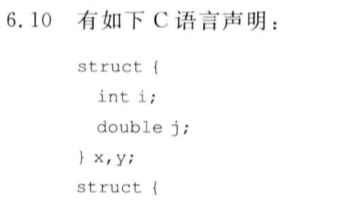 6.10 有如下 C 语言声明：
struct {
int i;
double j;
} x,y;
struct {